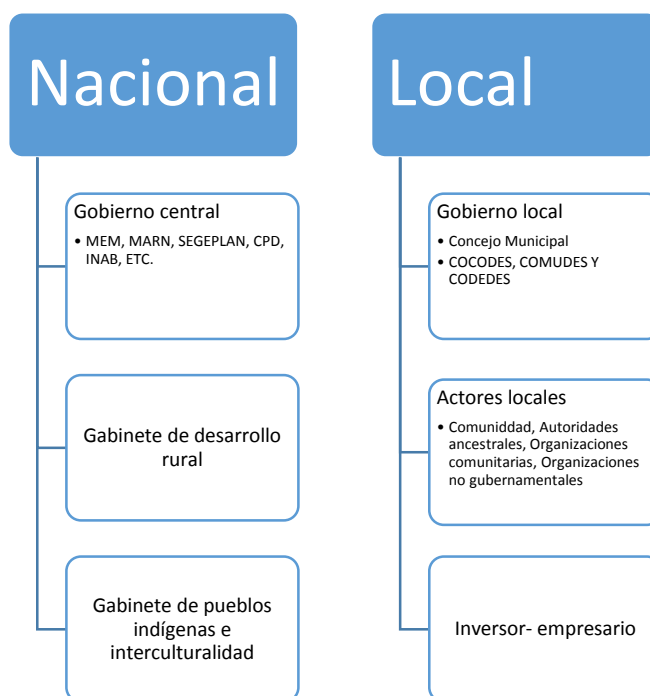 Nacional
Gobierno central
• MEM, MARN, SEGEPLAN, CPD,
INAB, ETC.
Gabinete de desarrollo
rural
Gabinete de pueblos
indígenas e
interculturalidad
Local
Gobierno local
• Concejo Municipal
• COCODES, COMUDES Y
CODEDES
Actores locales
• Comuniddad, Autoridades
ancestrales, Organizaciones
comunitarias, Organizaciones
no gubernamentales
Inversor- empresario